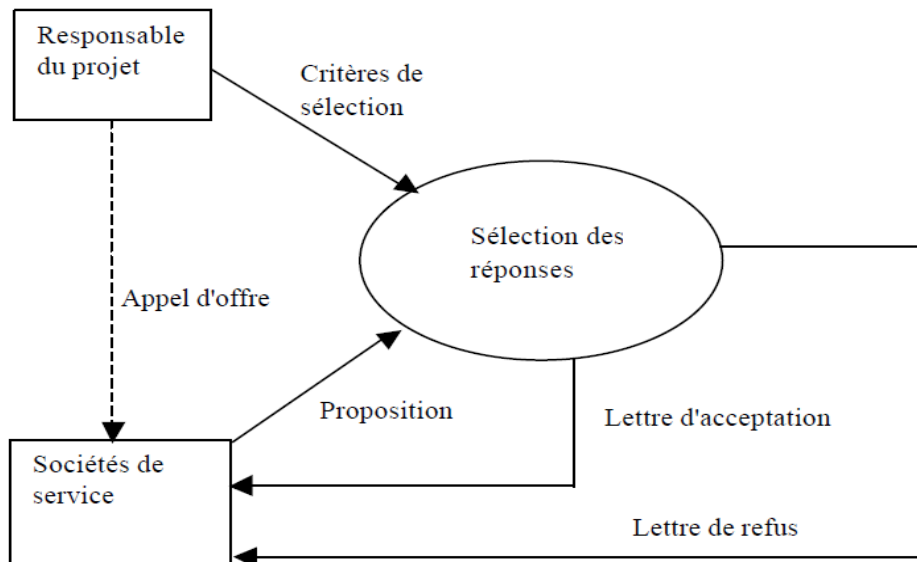 Responsable
du projet
Critères de
sélection
Sélection des
réponses
Appel d'offre
Proposition
Lettre d'acceptation
Sociétés de
service
Lettre de refus